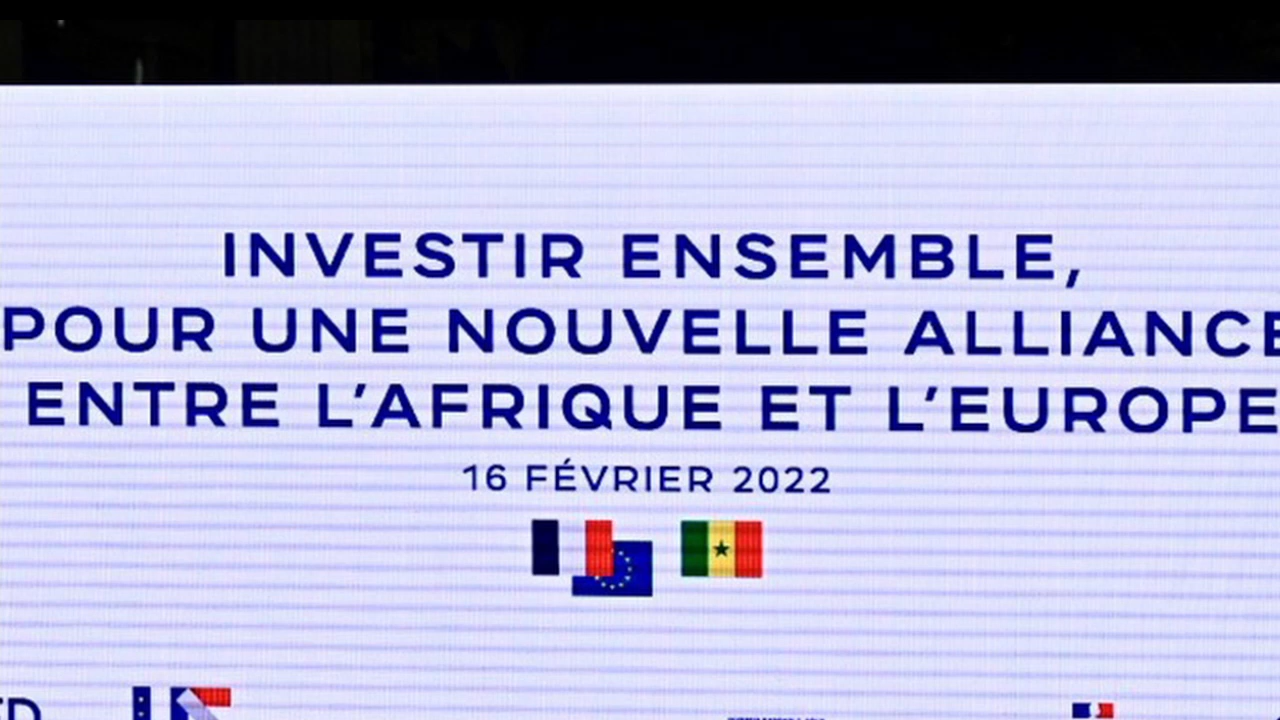 INVESTIR ENSEMBLE,
POUR UNE NOUVELLE ALLIANCE
ENTRE L'AFRIQUE ET L'EUROPE
16 FÉVRIER 2022